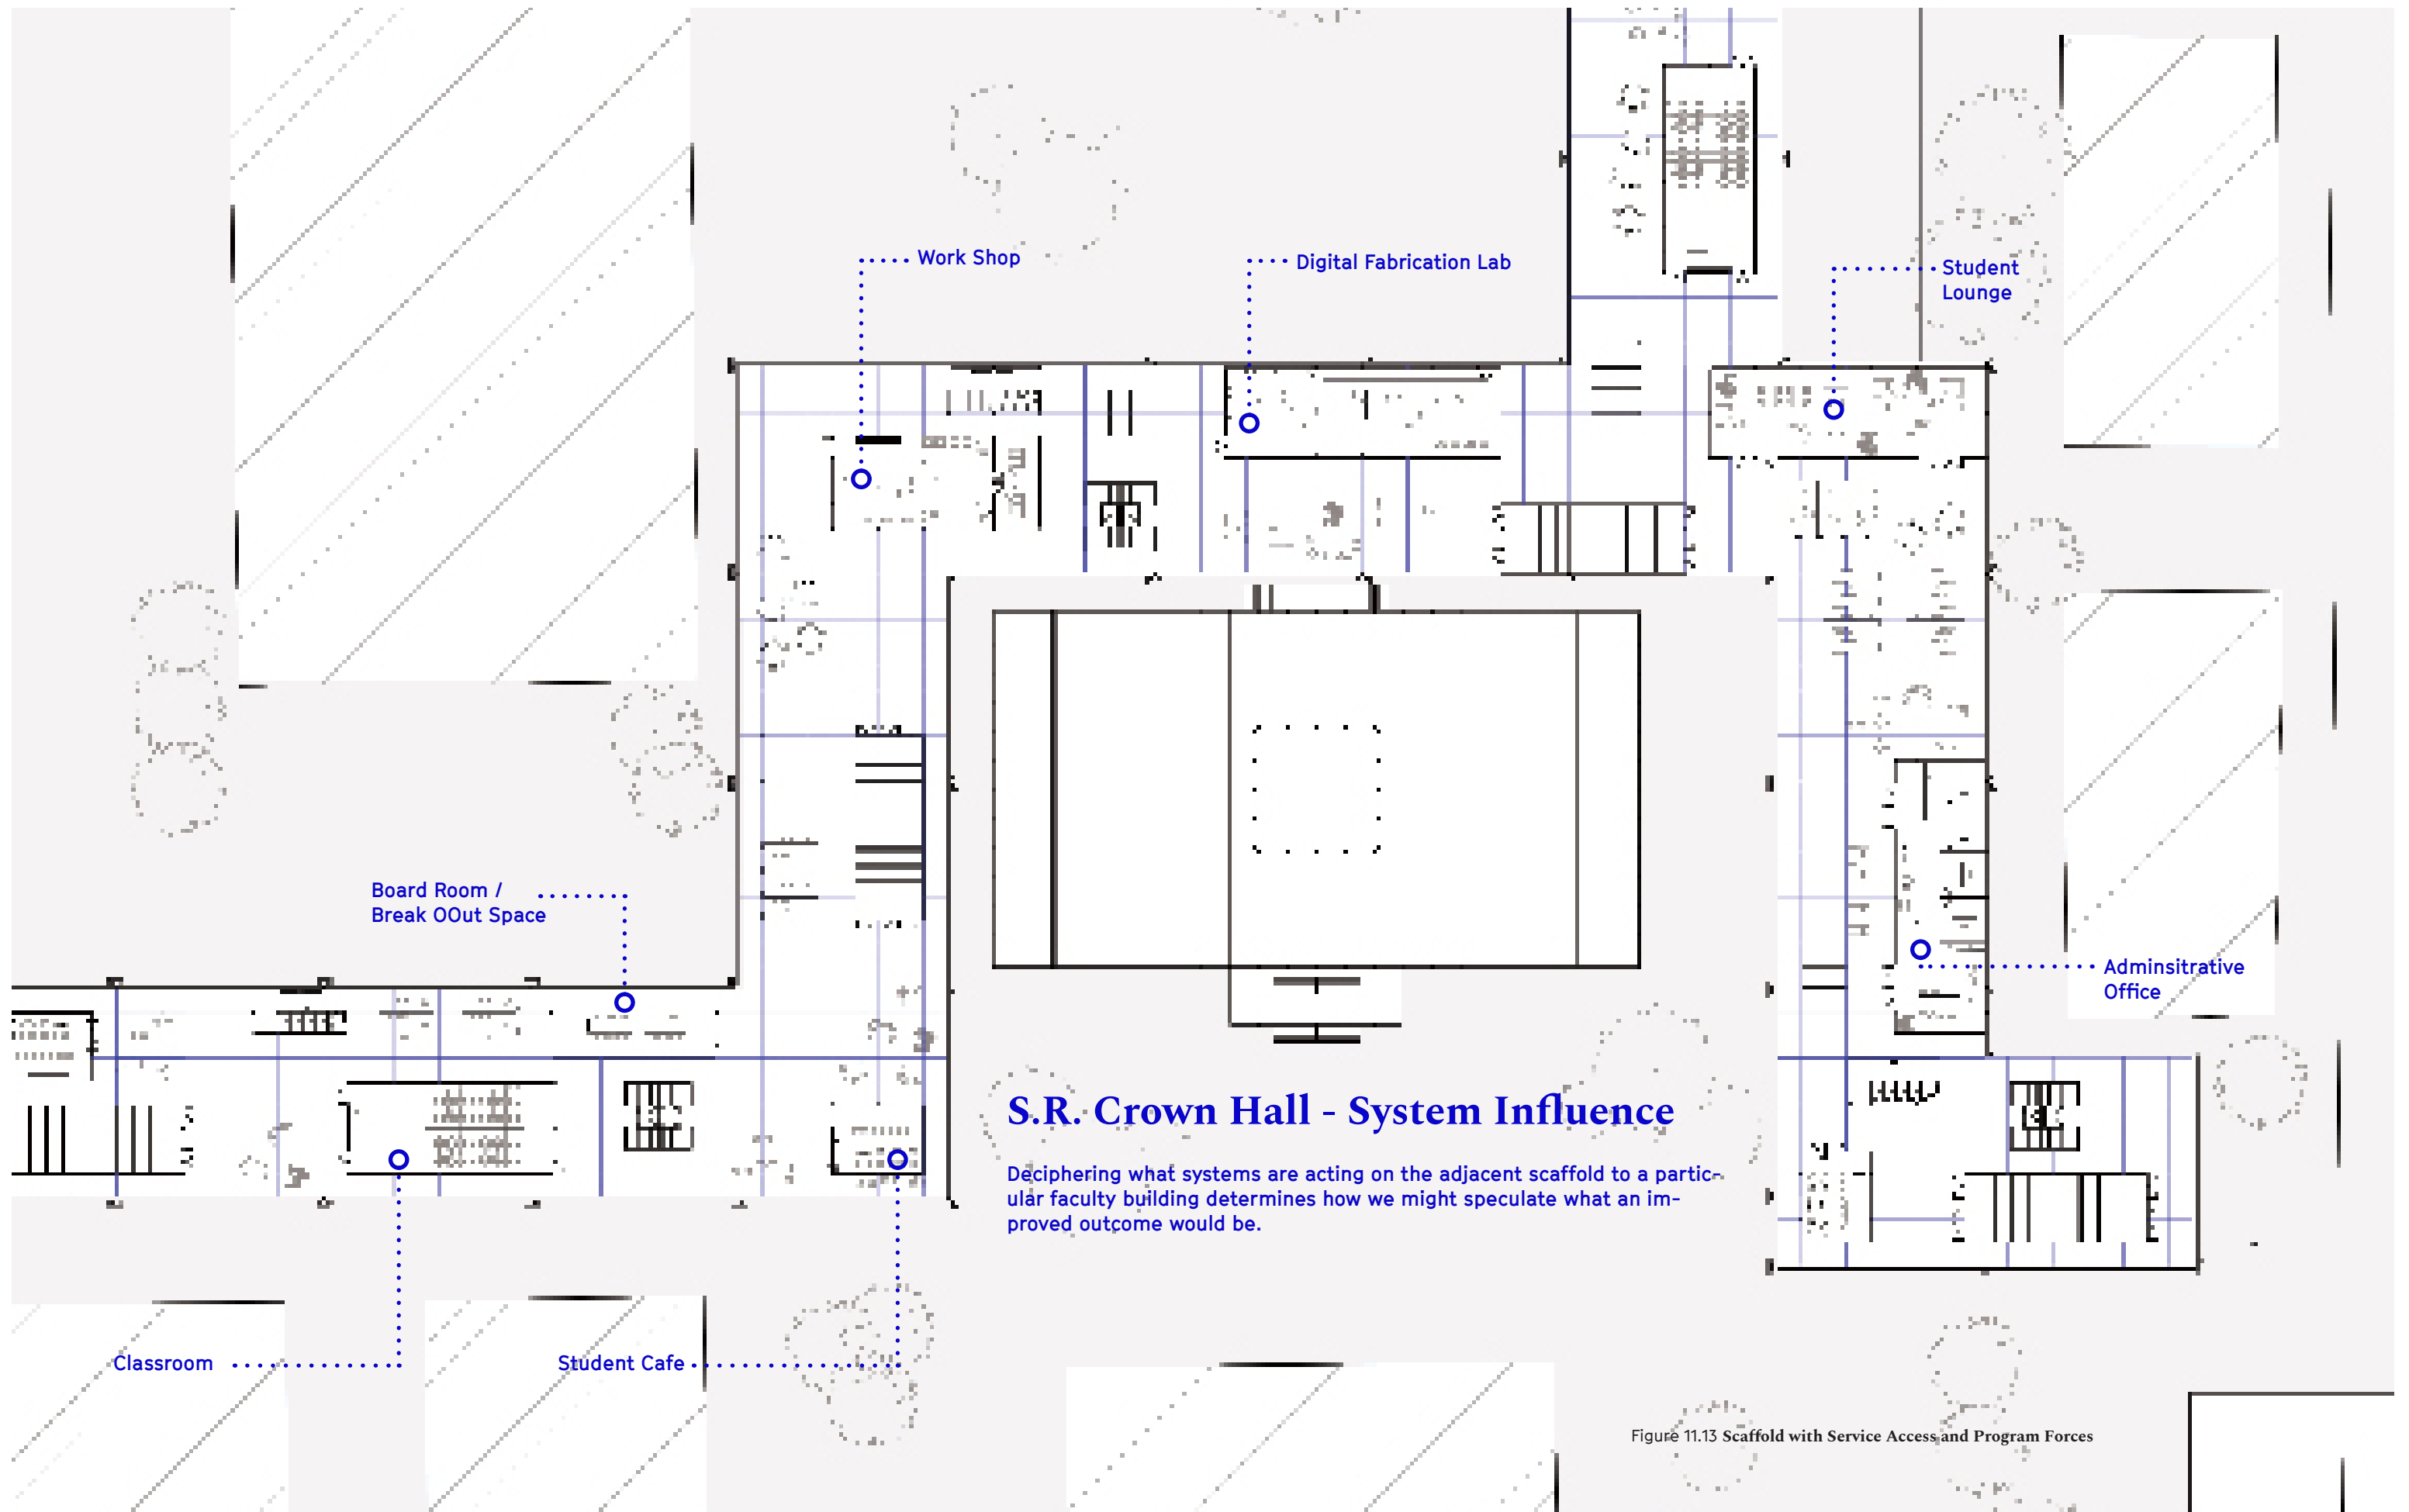 Work Shop
Digital Fabrication Lab
Student
Lounge
Board Room /
Break OOut Space
Adminsitrative
Office
S.R. Crown Hall - System Influence
Deciphering what systems are acting on the adjacent scaffold to a partic-
ular faculty building determines how we might speculate what an im-
proved outcome would be.
Classroom
Student Cafe
Figure 11.13 Scaffold with Service Access and Program Forces